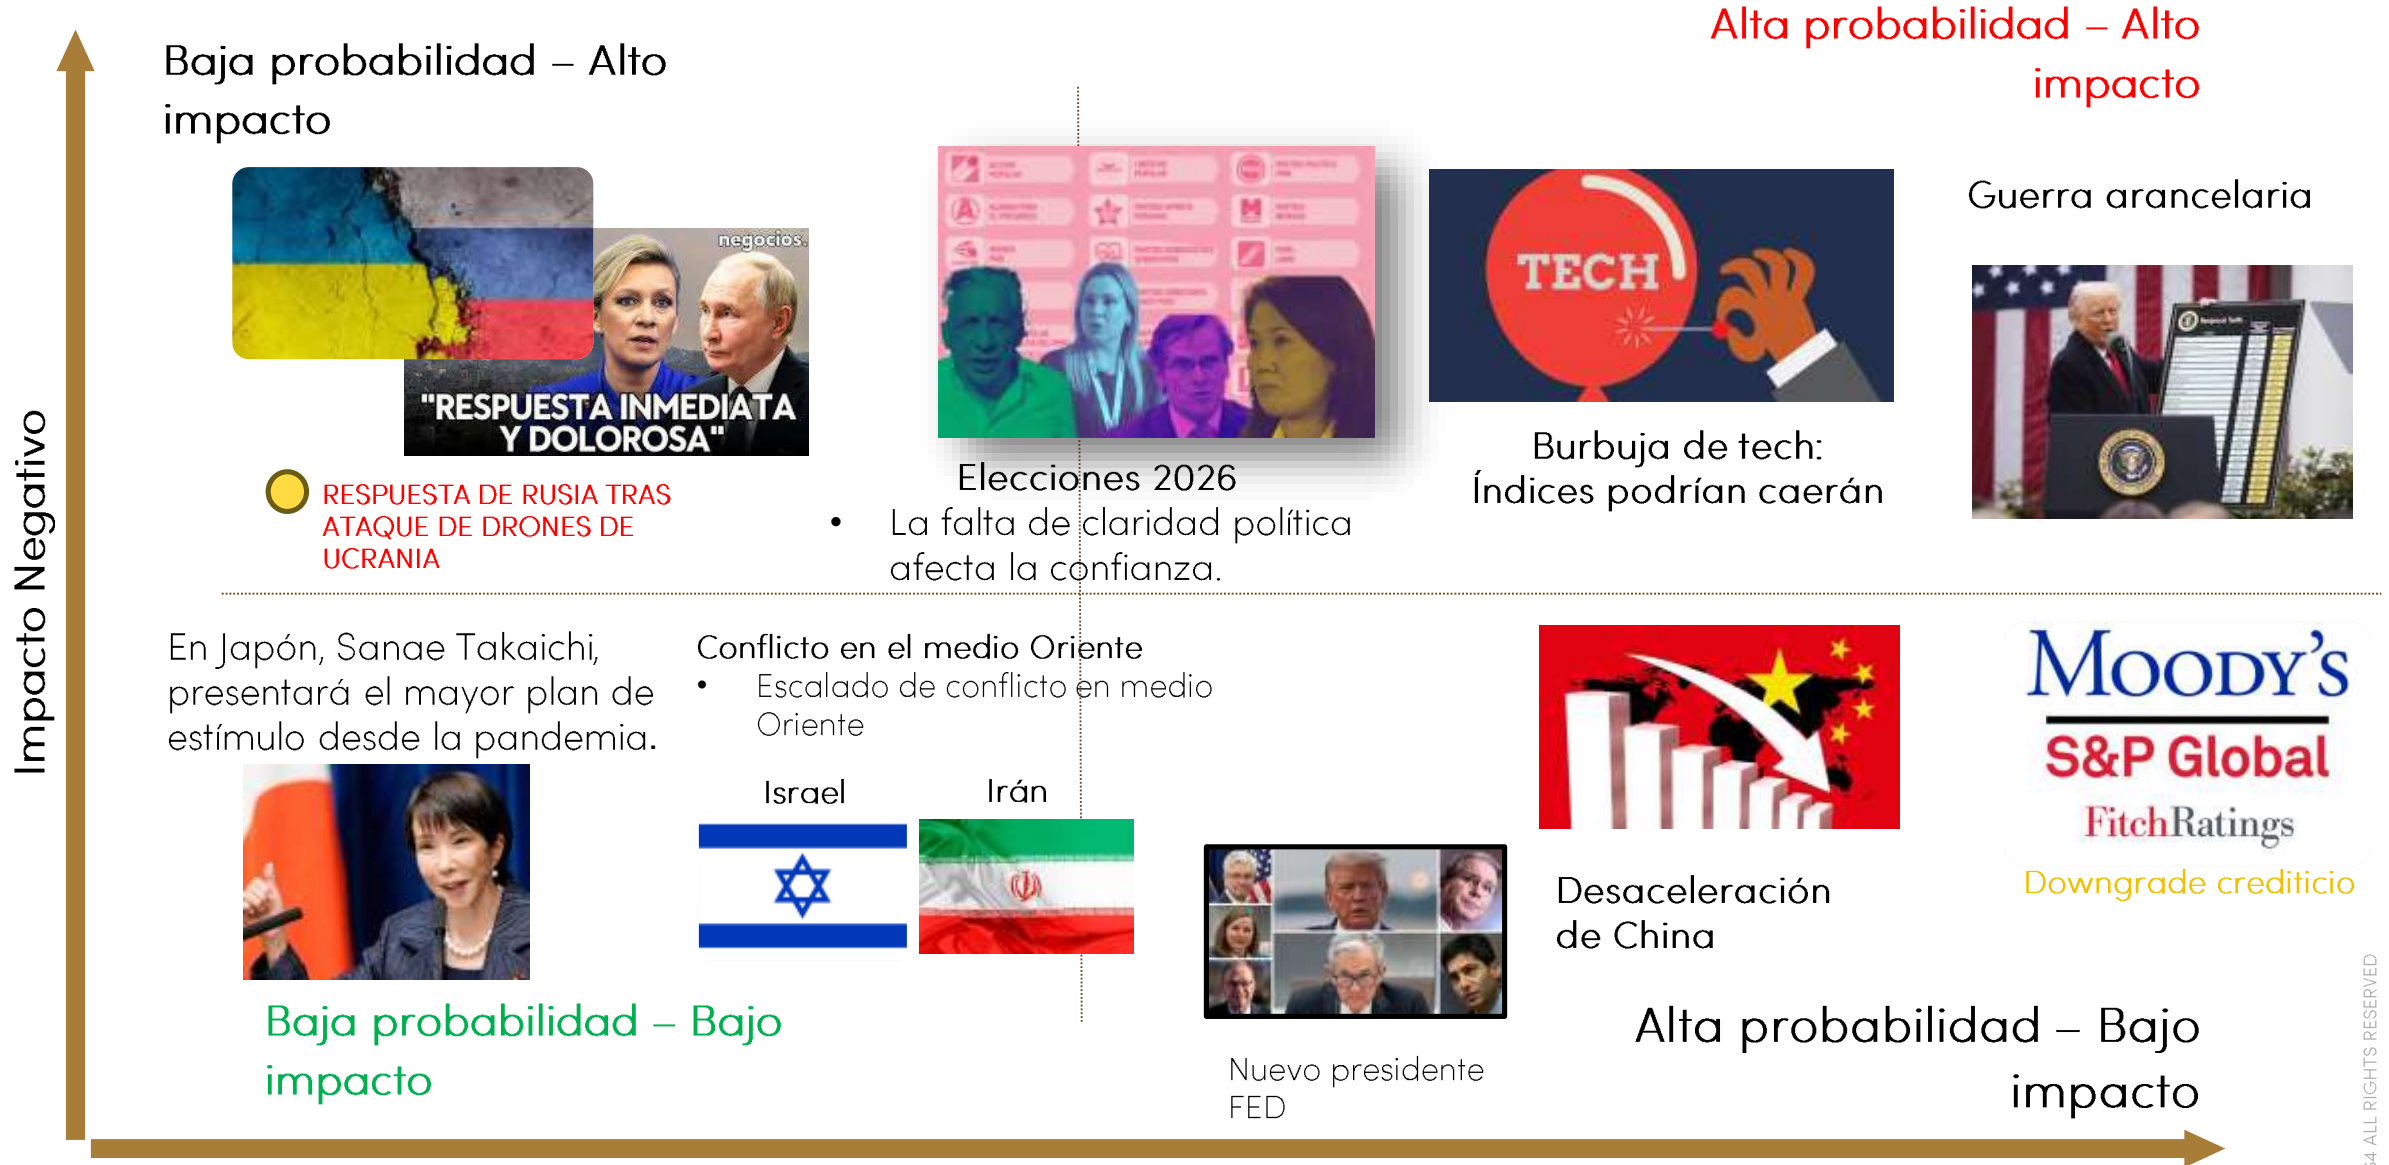 Alta probabilidad – Alto
impacto
Baja probabilidad – Alto
impacto
Guerra arancelaria
negocios.
TECH
"RESPUESTA INMEDIATA
Y DOLOROSA"
Burbuja de tech:
Índices podrían caerán
Elecciones 2026
• La falta de claridad política
afecta la confianza.
RESPUESTA DE RUSIA TRAS
ATAQUE DE DRONES DE
UCRANIA
Impacto Negativo
En Japón, Sanae Takaichi,
presentará el mayor plan de
estímulo desde la pandemia.
Conflicto en el medio Oriente
• Escalado de conflicto en medio
Oriente
Israel
Irán
MOODY'S
S&P Global
FitchRatings
Downgrade crediticio
Desaceleración
de China
Nuevo presidente
FED
Baja probabilidad – Bajo
impacto
Alta probabilidad – Bajo
impacto
ALL RIGHTS RESERVED